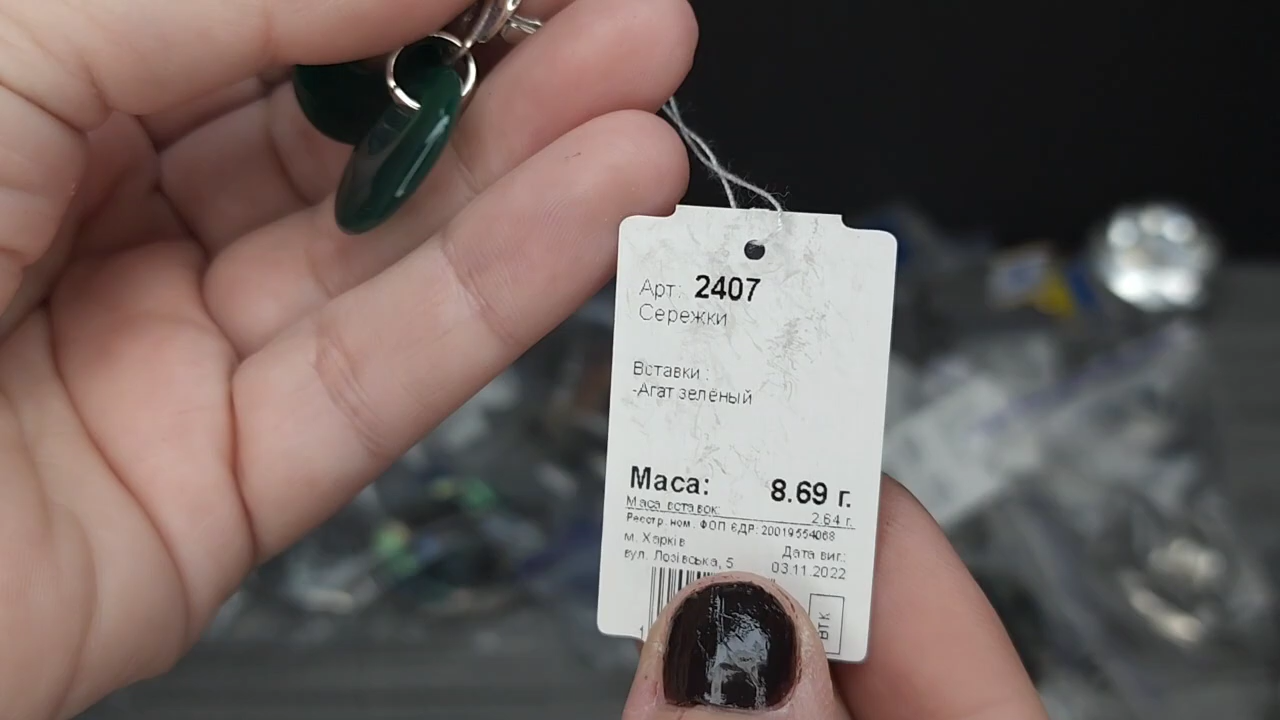 Арт: 2407
Сережки
Вставки :
-Агат зелёный
Маса: 8.69 г.
Маса вставок: 2.64 г.
Реєстр. ном. ФОП ЄДР: 20019554068
м. Харків Дата виг.:
вул. Лозівська, 5 03.11.2022
ВТК